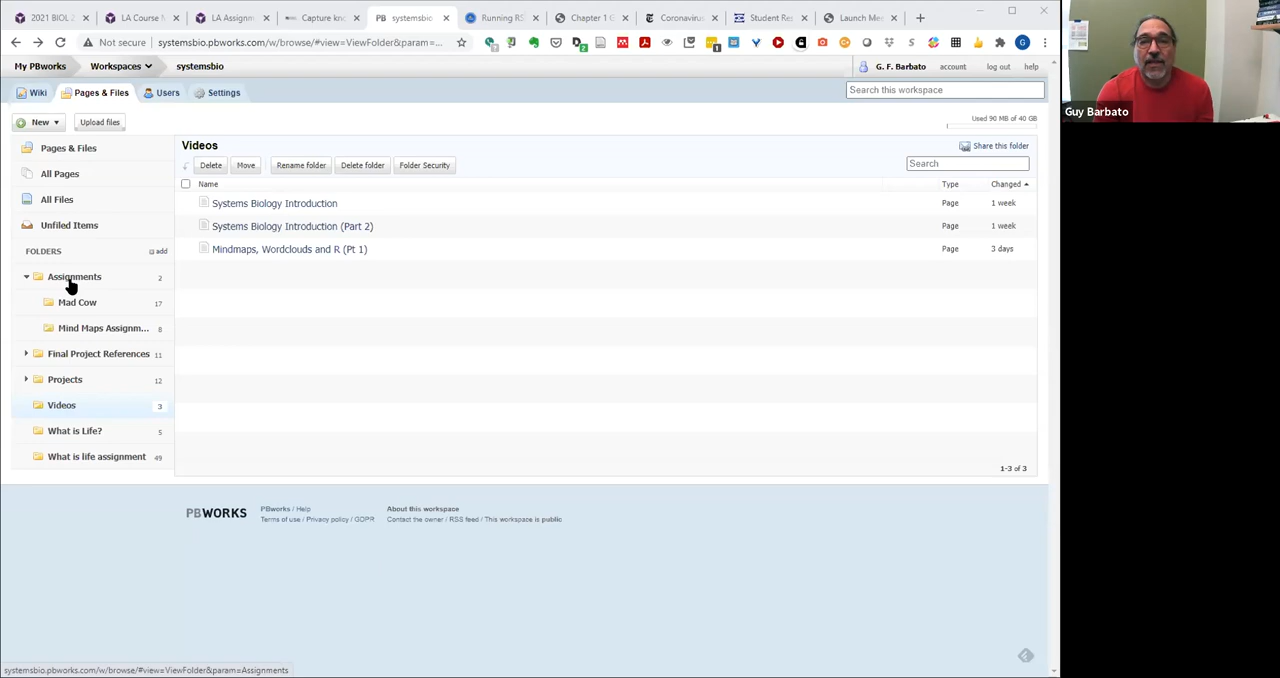 2021 BIOL 2
LA Course M
LA Assignm
Capture kno
systemsbio
Running RS
Chapter 1 G
Coronavirus
Student Res
Launch Mee
Not secure systemsbio.pbworks.com/w/browse/#view=ViewFolder&param=...
My PBworks Workspaces systemsbio G. F. Barbato account log out help
Wiki Pages & Files Users Settings Search this workspace
New Upload files Used 90 MB of 40 GB
Pages & Files
All Pages
All Files
Unfiled Items
FOLDERS add
Assignments 2
Mad Cow 17
Mind Maps Assignm... 8
Final Project References 11
Projects 12
Videos 3
What is Life? 5
What is life assignment 49
Videos Share this folder
Delete Move Rename folder Delete folder Folder Security Search
Name Type Changed
Systems Biology Introduction Page 1 week
Systems Biology Introduction (Part 2) Page 1 week
Mindmaps, Wordclouds and R (Pt 1) Page 3 days
1-3 of 3
PBWORKS
PBworks / Help
Terms of use / Privacy policy / GDPR
About this workspace
Contact the owner / RSS feed / This workspace is public
systemsbio.pbworks.com/w/browse/#view=ViewFolder&param=Assignments
Guy Barbato